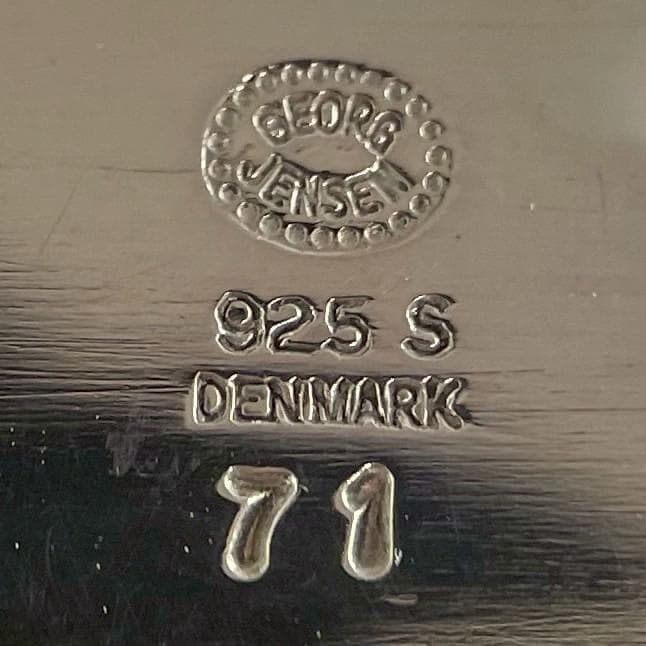 GEORG
JENSEN
925 S
DENMARK
71